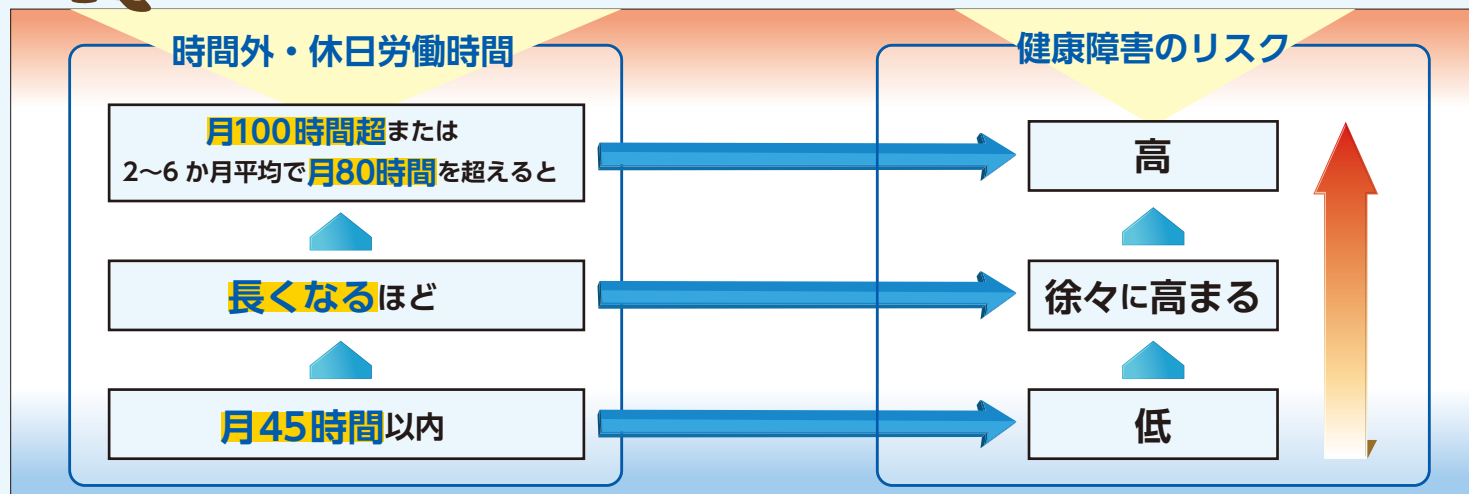 時間外・休日労働時間
健康障害のリスク
月100時間超または
2〜6か月平均で月80時間を超えると
高
長くなるほど
徐々に高まる
月45時間以内
低